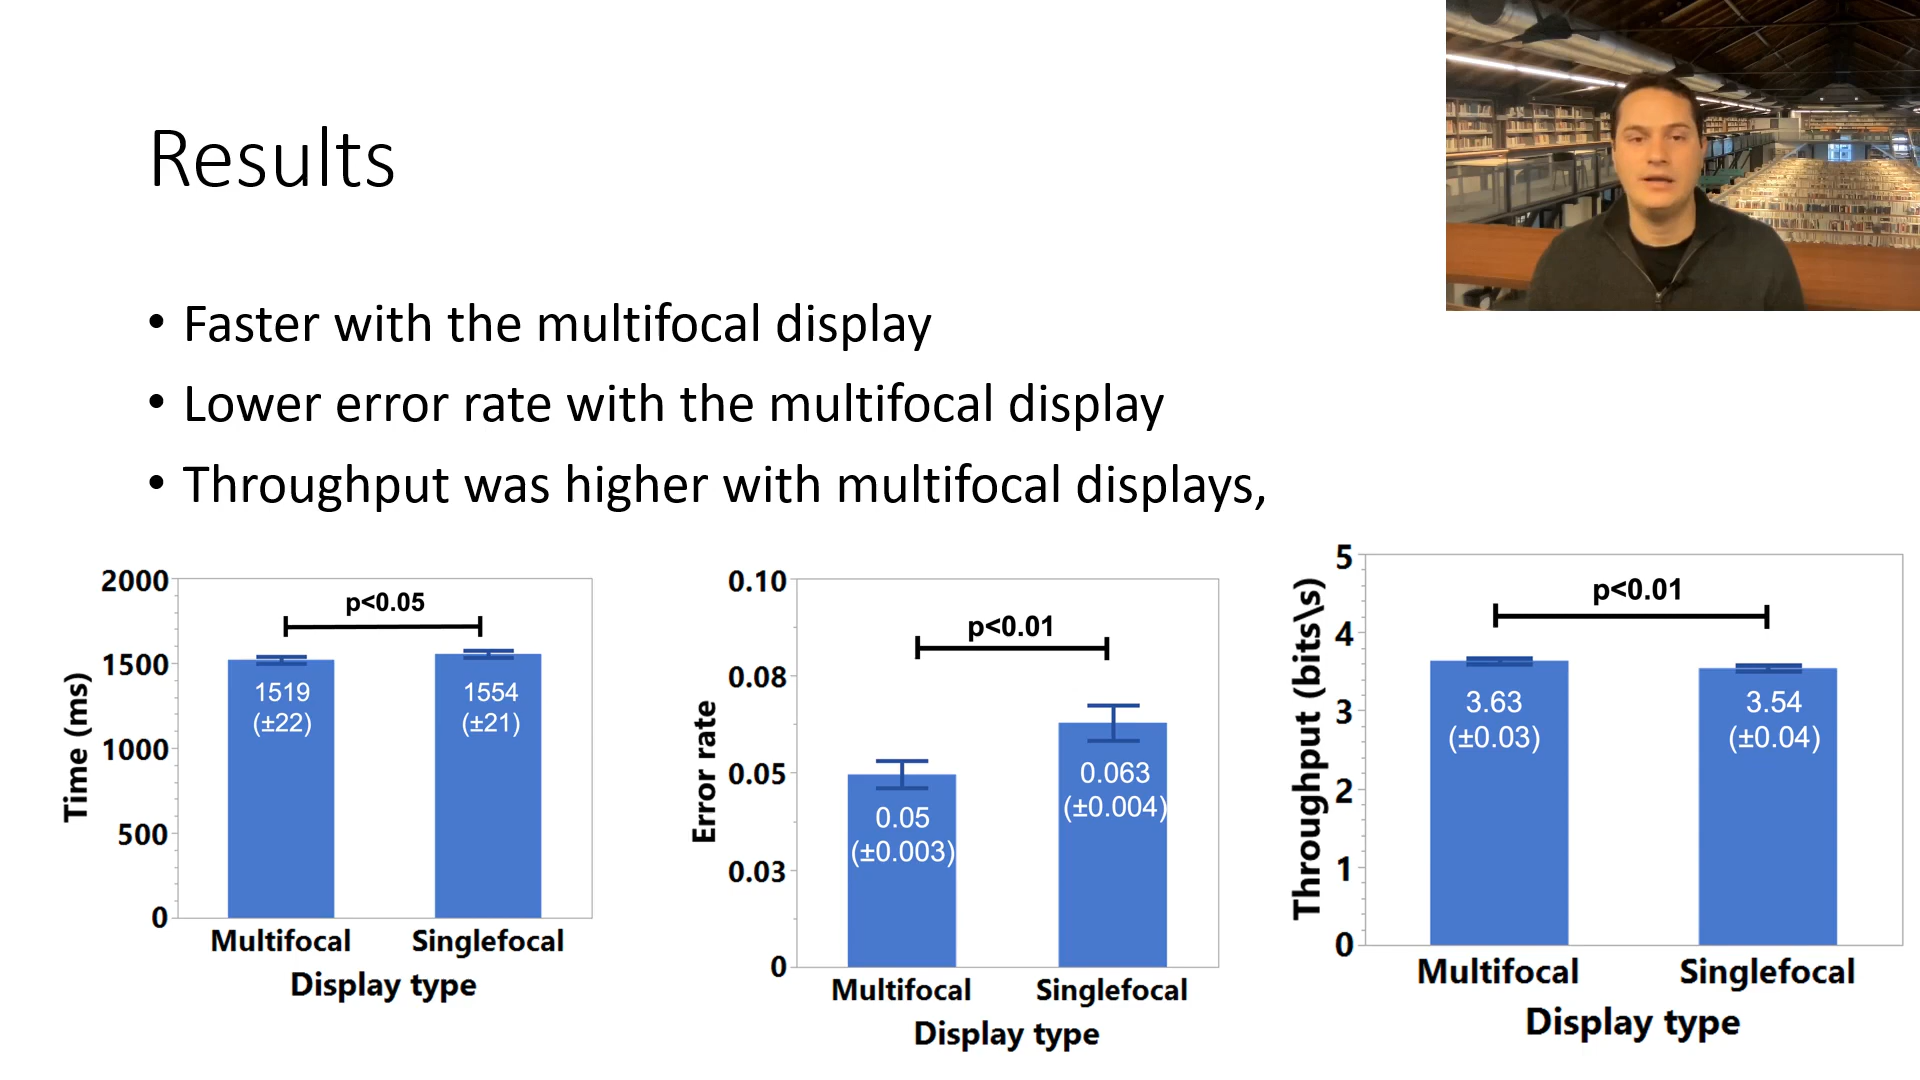 Results
• Faster with the multifocal display
• Lower error rate with the multifocal display
• Throughput was higher with multifocal displays,
Time (ms)
2000
1500
1000
500
0
p<0.05
1519
(±22)
1554
(±21)
Multifocal
Singlefocal
Display type
Error rate
0.10
0.08
0.05
0.03
0
p<0.01
0.05
(±0.003)
0.063
(±0.004)
Multifocal
Singlefocal
Display type
Throughput (bits\s)
5
4
3
2
1
0
p<0.01
3.63
(±0.03)
3.54
(±0.04)
Multifocal
Singlefocal
Display type